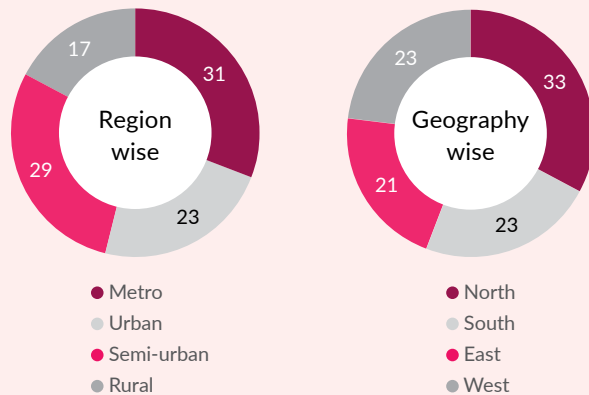 17
31
29
23
Region
wise
Metro
Urban
Semi-urban
Rural
23
33
21
23
Geography
wise
North
South
East
West